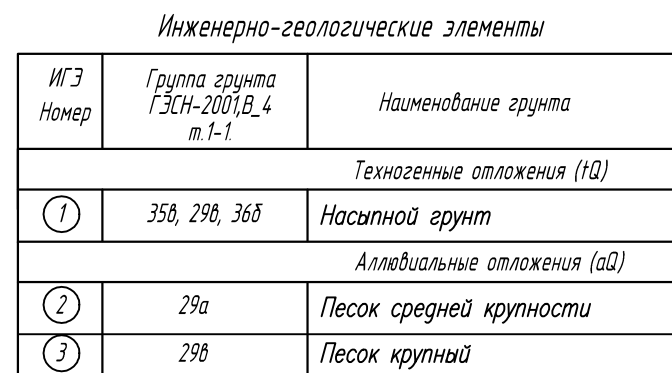 Инженерно-геологические элементы
ИГЭ
Номер
Группа грунта
ГЭСН-2001,В_4
т.1-1.
Наименование грунта
Техногенные отложения (tQ)
1 35в, 29в, 36б Насыпной грунт
Аллювиальные отложения (aQ)
2 29а Песок средней крупности
3 29в Песок крупный